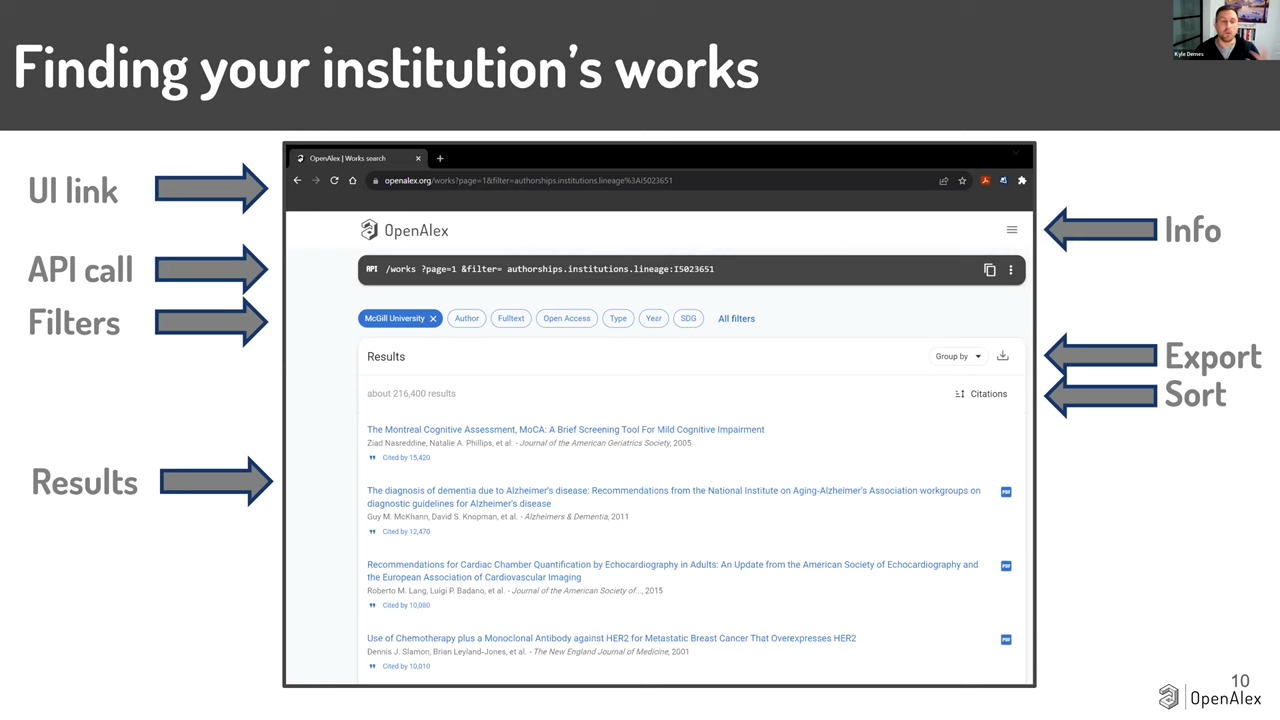 Finding your institution's works
Kyle Demes
UI link
API call
Filters
Results
OpenAlex | Works search
openalex.org/works?page=1&filter=authorships.institutions.lineage%3AI5023651
OpenAlex
API /works ?page=1 &filter= authorships.institutions.lineage:I5023651
McGill University Author Fulltext Open Access Type Year SDG All filters
Results Group by
about 216,400 results Citations
The Montreal Cognitive Assessment, MoCA: A Brief Screening Tool For Mild Cognitive Impairment
Ziad Nasreddine, Natalie A. Phillips, et al. - Journal of the American Geriatrics Society, 2005
Cited by 15,420
The diagnosis of dementia due to Alzheimer's disease: Recommendations from the National Institute on Aging-Alzheimer's Association workgroups on
diagnostic guidelines for Alzheimer's disease
PDF
Guy M. McKhann, David S. Knopman, et al. - Alzheimers & Dementia, 2011
Cited by 12,470
Recommendations for Cardiac Chamber Quantification by Echocardiography in Adults: An Update from the American Society of Echocardiography and
the European Association of Cardiovascular Imaging
PDF
Roberto M. Lang, Luigi P. Badano, et al. - Journal of the American Society of..., 2015
Cited by 10,080
Use of Chemotherapy plus a Monoclonal Antibody against HER2 for Metastatic Breast Cancer That Overexpresses HER2
PDF
Dennis J. Slamon, Brian Leyland-Jones, et al. - The New England Journal of Medicine, 2001
Cited by 10,010
Info
Export
Sort
10
OpenAlex